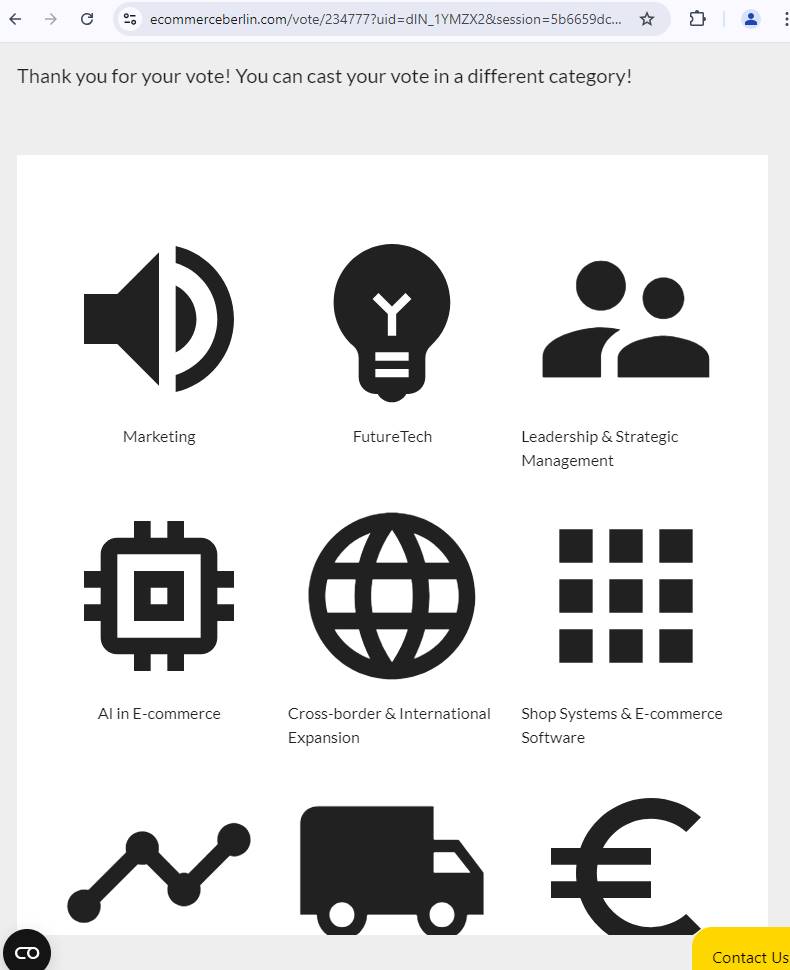 ecommerceberlin.com/vote/234777?uid=dIN_1YMZX2&session=5b6659dc...
Thank you for your vote! You can cast your vote in a different category!
Marketing
FutureTech
Leadership & Strategic
Management
AI in E-commerce
Cross-border & International
Expansion
Shop Systems & E-commerce
Software
Contact Us